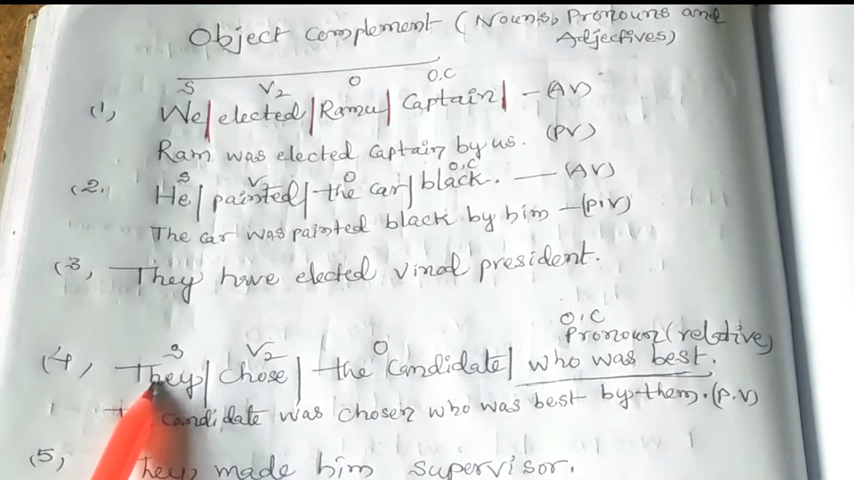 Object Complement (Nouns, Pronouns and
Adjectives)
S V2 O O.C
(1), We | elected | Ramu | Captain | - (AV)
Ram was elected Captain by us. (PV)
S V O O.C
(2. He | painted | the car | black. — (AV)
The car was painted black by him - (P.V)
(3, They have elected vinod president.
O.C
S V2 O Pronoun (relative)
(4, They | chose | the candidate | who was best.
candidate was chosen who was best by them. (P.V)
(5, They made him supervisor.